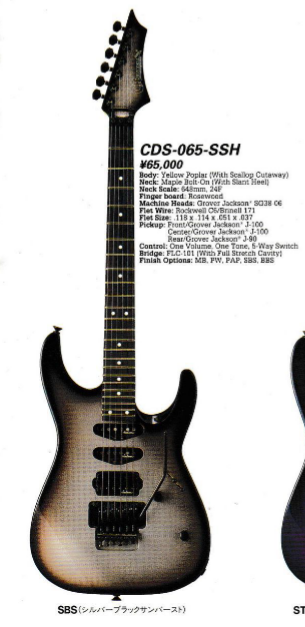 CDS-065-SSH
¥65,000
Body: Yellow Poplar (With Scallop Cutaway)
Neck: Maple Bolt-On (With Slant Heel)
Neck Scale: 648mm, 24F
Finger board: Rosewood
Machine Heads: Grover Jackson® SG38-06
Flet Wire: Rockwell C5/Brinell 171
Flet Size: .118 x .114 x .051 x .037
Pickup: Front/Grover Jackson® J-100
Center/Grover Jackson® J-100
Rear/Grover Jackson® J-90
Control: One Volume, One Tone, 5-Way Switch
Bridge: FLC-101 (With Full Stretch Cavity)
Finish Options: MB, PW, PAP, SBS, BBS
SBS(シルバーブラックサンバースト)
ST